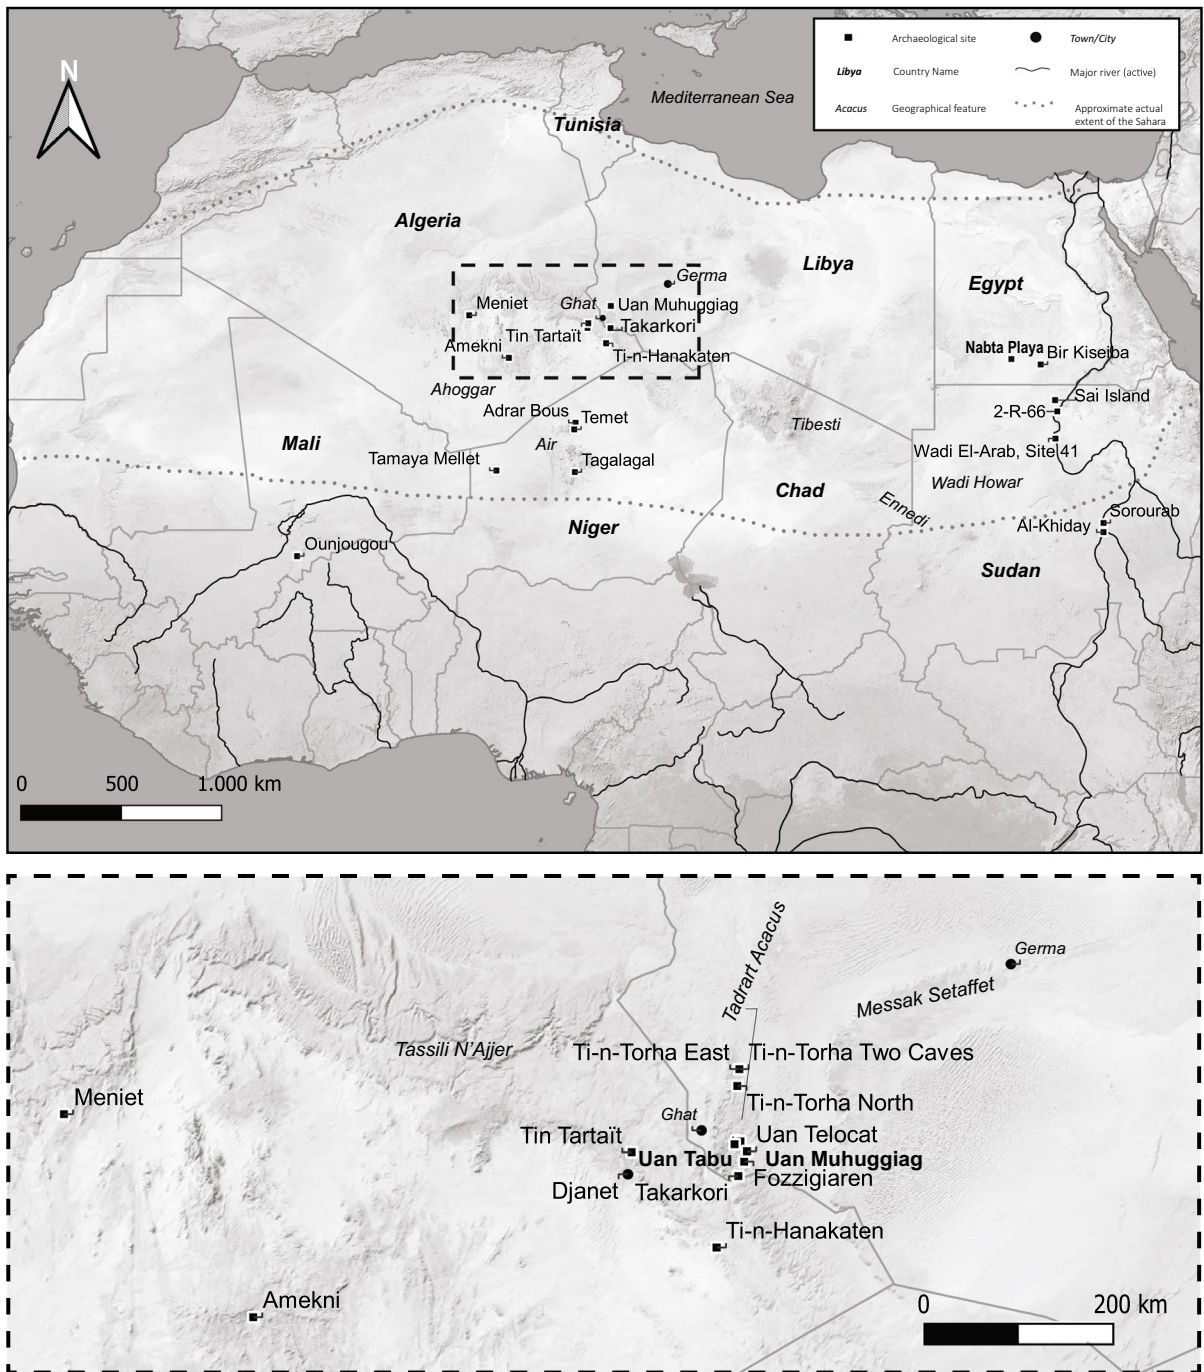 N
Mediterranean Sea
Archaeological site
Town/City
Libya
Country Name
Major river (active)
Acacus
Geographical feature
Approximate actual
extent of the Sahara
Tunisia
Algeria
Libya
Egypt
Germa
Meniet
Ghat
Uan Muhuggiag
Tin Tartaït
Takarkori
Amekni
Ti-n-Hanakaten
Nabta Playa
Bir Kiseiba
Ahoggar
Sai Island
Adrar Bous
Temet
2-R-66
Tibesti
Mali
Air
Wadi El-Arab, Site 41
Tamaya Mellet
Tagalagal
Wadi Howar
Chad
Ennedi
Niger
Sorourab
Al-Khiday
Ounjougou
Sudan
0 500 1.000 km
Tadrart Acacus
Germa
Messak Setaffet
Tassili N'Ajjer
Ti-n-Torha East
Ti-n-Torha Two Caves
Meniet
Ti-n-Torha North
Ghat
Tin Tartaït
Uan Telocat
Uan Tabu
Uan Muhuggiag
Djanet
Takarkori
Fozzigiaren
Ti-n-Hanakaten
Amekni
0 200 km